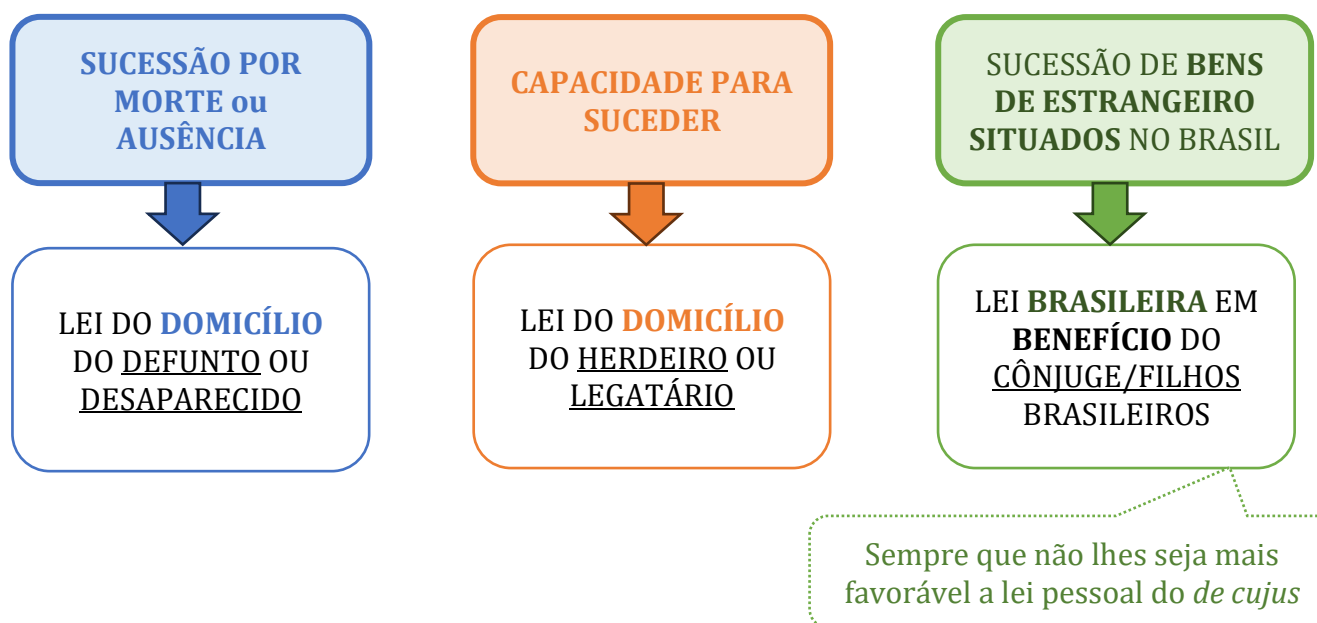 SUCESSÃO POR
MORTE ou
AUSÊNCIA
LEI DO DOMICÍLIO
DO DEFUNTO OU
DESAPARECIDO
CAPACIDADE PARA
SUCEDER
LEI DO DOMICÍLIO
DO HERDEIRO OU
LEGATÁRIO
SUCESSÃO DE BENS
DE ESTRANGEIRO
SITUADOS NO BRASIL
LEI BRASILEIRA EM
BENEFÍCIO DO
CÔNJUGE/FILHOS
BRASILEIROS
Sempre que não lhes seja mais
favorável a lei pessoal do de cujus